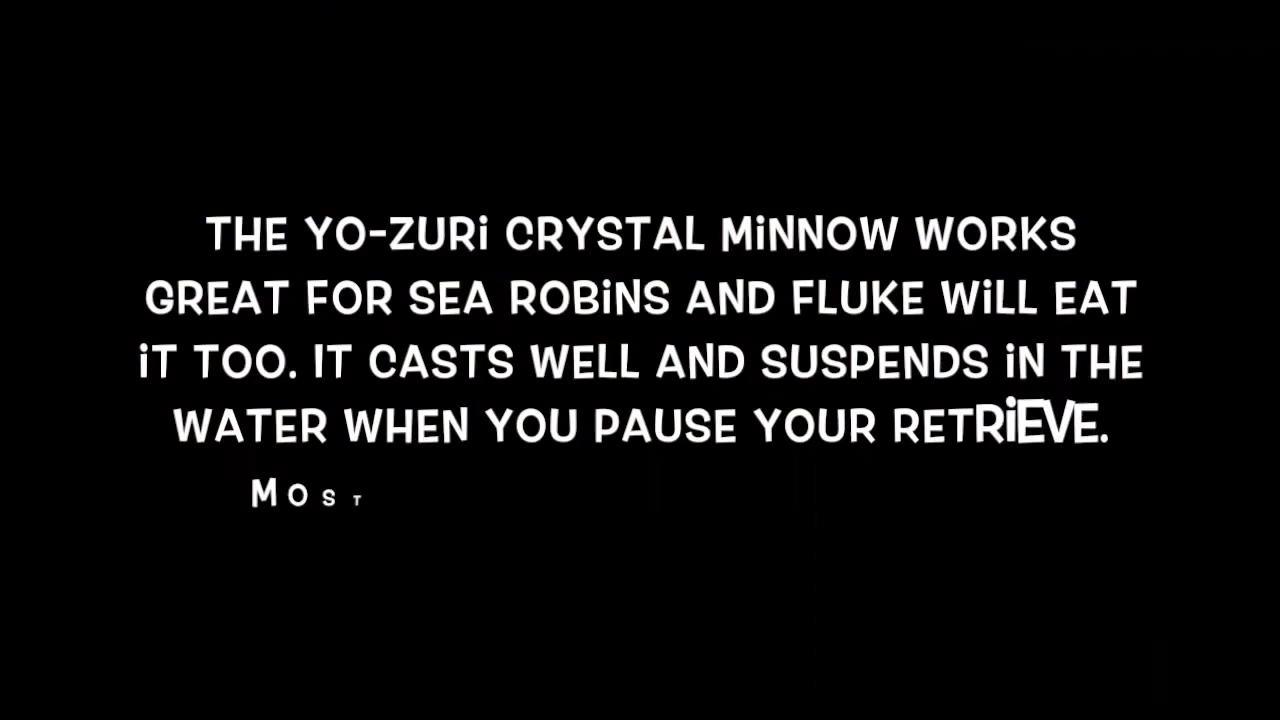 THE YO-ZURi CRYSTAL MiNNOW WORKS
GREAT FOR SEA ROBiNS AND FLUKE WiLL EAT
iT TOO. IT CASTS WELL AND SUSPENDS iN THE
WATER WHEN YOU PAUSE YOUR RETRiEVE.
MOST